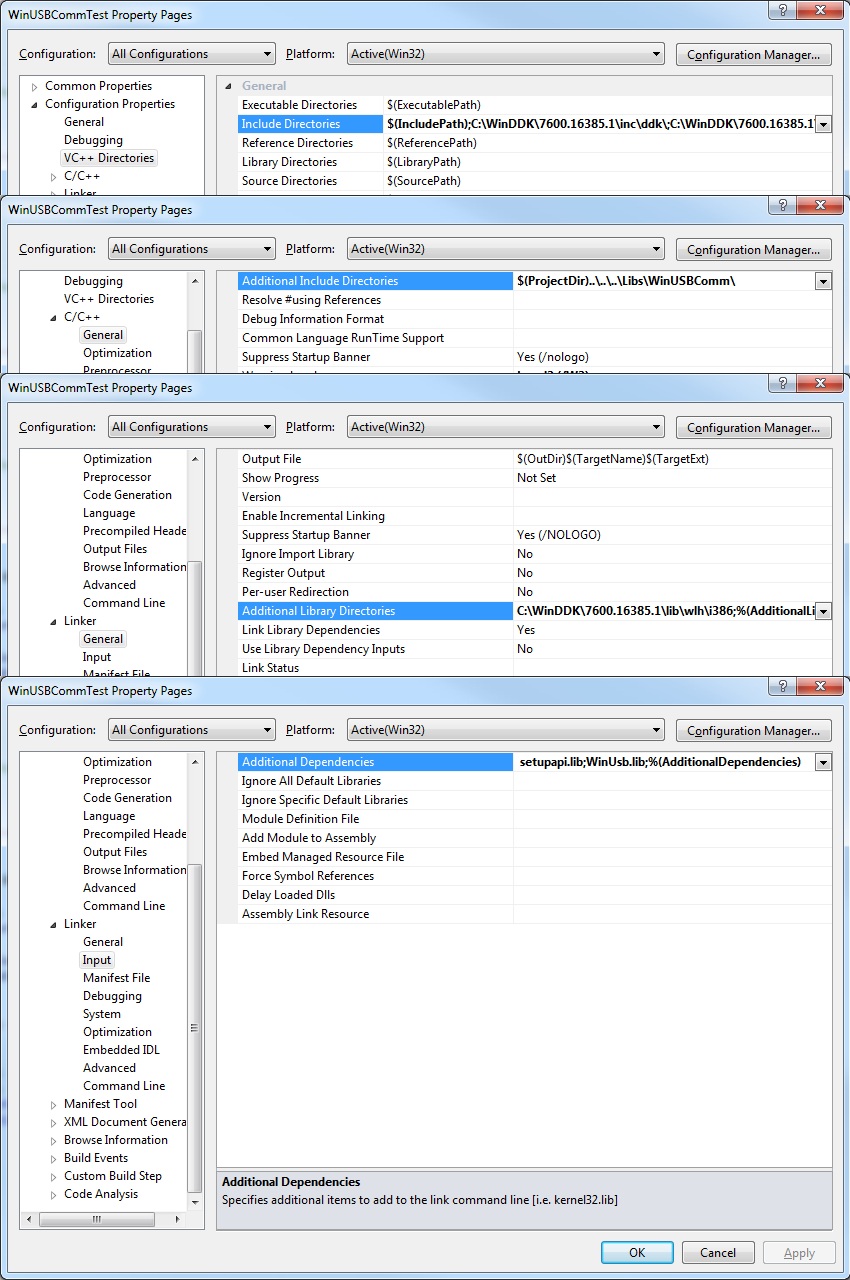 WinUSBCommTest Property Pages
Configuration: All Configurations Platform: Active(Win32) Configuration Manager...
Common Properties
Configuration Properties
General
Debugging
VC++ Directories
C/C++
Linker
General
Executable Directories $(ExecutablePath)
Include Directories $(IncludePath);C:\WinDDK\7600.16385.1\inc\ddk\;C:\WinDDK\7600.16385.1\
Reference Directories $(ReferencePath)
Library Directories $(LibraryPath)
Source Directories $(SourcePath)
WinUSBCommTest Property Pages
Configuration: All Configurations Platform: Active(Win32) Configuration Manager...
Debugging
VC++ Directories
C/C++
General
Optimization
Preprocessor
Additional Include Directories $(ProjectDir)..\..\..\Libs\WinUSBComm\
Resolve #using References
Debug Information Format
Common Language RunTime Support
Suppress Startup Banner Yes (/nologo)
WinUSBCommTest Property Pages
Configuration: All Configurations Platform: Active(Win32) Configuration Manager...
Optimization
Preprocessor
Code Generation
Language
Precompiled Heade
Output Files
Browse Information
Advanced
Command Line
Linker
General
Input
Manifest File
Output File $(OutDir)$(TargetName)$(TargetExt)
Show Progress Not Set
Version
Enable Incremental Linking
Suppress Startup Banner Yes (/NOLOGO)
Ignore Import Library No
Register Output No
Per-user Redirection No
Additional Library Directories C:\WinDDK\7600.16385.1\lib\wlh\i386;%(AdditionalLi
Link Library Dependencies Yes
Use Library Dependency Inputs No
Link Status
WinUSBCommTest Property Pages
Configuration: All Configurations Platform: Active(Win32) Configuration Manager...
Optimization
Preprocessor
Code Generation
Language
Precompiled Heade
Output Files
Browse Information
Advanced
Command Line
Linker
General
Input
Manifest File
Debugging
System
Optimization
Embedded IDL
Advanced
Command Line
Manifest Tool
XML Document Genera
Browse Information
Build Events
Custom Build Step
Code Analysis
Additional Dependencies setupapi.lib;WinUsb.lib;%(AdditionalDependencies)
Ignore All Default Libraries
Ignore Specific Default Libraries
Module Definition File
Add Module to Assembly
Embed Managed Resource File
Force Symbol References
Delay Loaded Dlls
Assembly Link Resource
Additional Dependencies
Specifies additional items to add to the link command line [i.e. kernel32.lib]
OK Cancel Apply